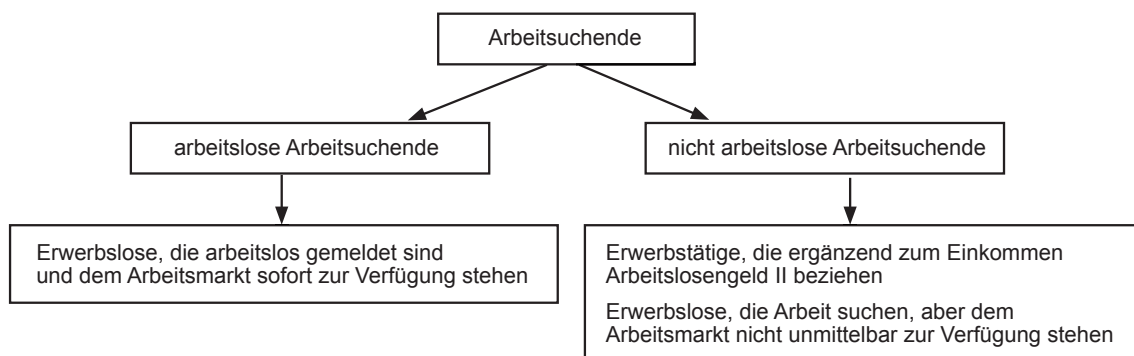 Arbeitsuchende
arbeitslose Arbeitsuchende
nicht arbeitslose Arbeitsuchende
Erwerbslose, die arbeitslos gemeldet sind
und dem Arbeitsmarkt sofort zur Verfügung stehen
Erwerbstätige, die ergänzend zum Einkommen
Arbeitslosengeld II beziehen
Erwerbslose, die Arbeit suchen, aber dem
Arbeitsmarkt nicht unmittelbar zur Verfügung stehen